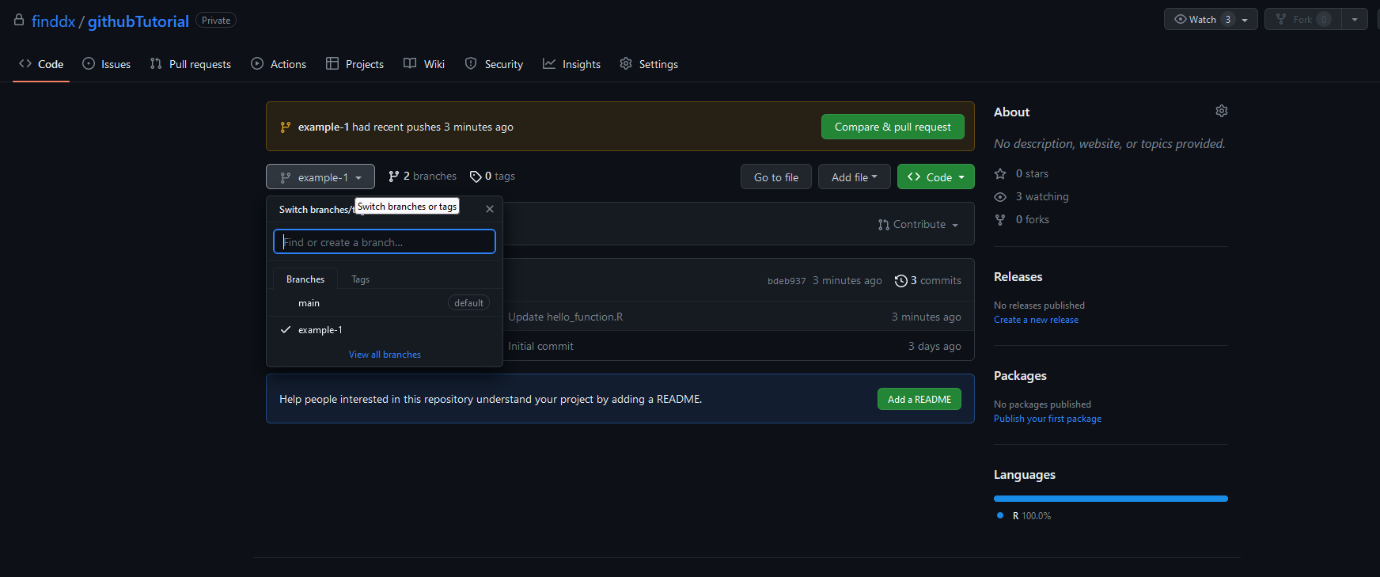 finddx / githubTutorial Private
Watch 3
Fork 0
Code Issues Pull requests Actions Projects Wiki Security Insights Settings
example-1 had recent pushes 3 minutes ago
Compare & pull request
example-1 2 branches 0 tags
Go to file Add file Code
Switch branches/
Switch branches or tags
Contribute
Find or create a branch...
Branches Tags
bdeb937 3 minutes ago 3 commits
main default
Update hello_function.R 3 minutes ago
example-1
Initial commit 3 days ago
View all branches
Help people interested in this repository understand your project by adding a README.
Add a README
About
No description, website, or topics provided.
0 stars
3 watching
0 forks
Releases
No releases published
Create a new release
Packages
No packages published
Publish your first package
Languages
R 100.0%